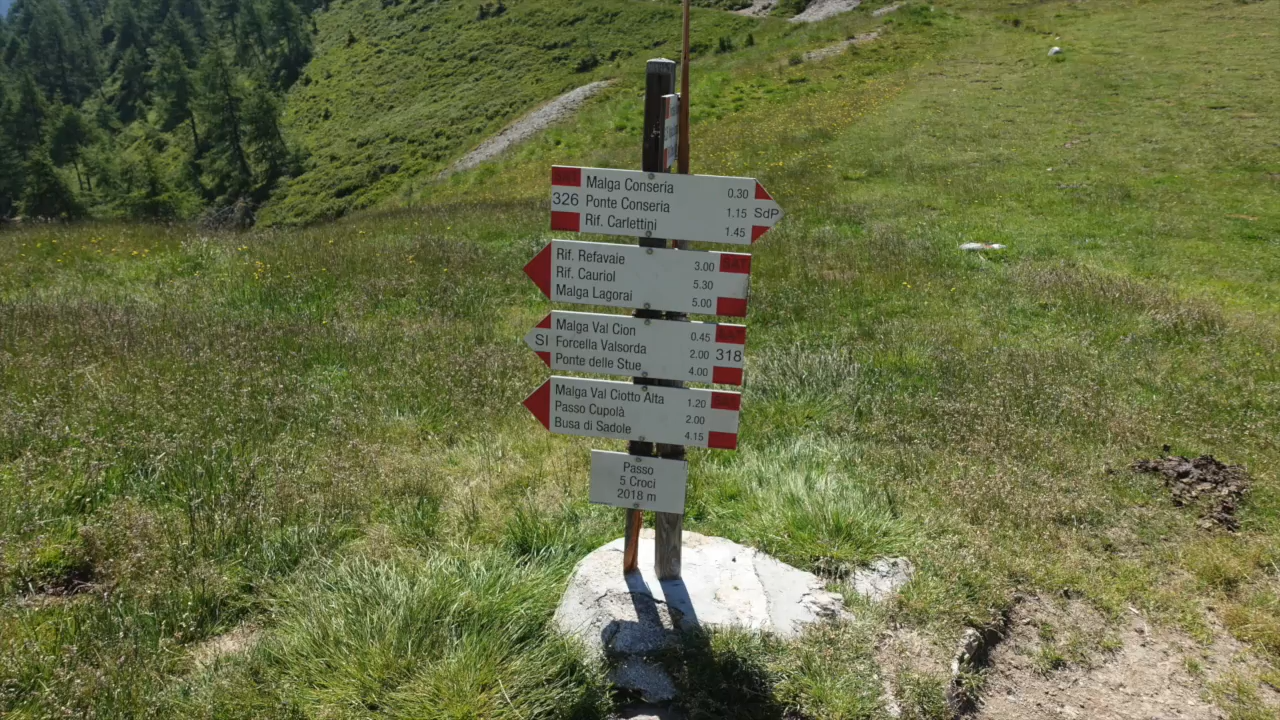 Malga Conseria 0.30
326 Ponte Conseria 1.15 SdP
Rif. Carlettini 1.45
Rif. Refavaie 3.00 SAT
Rif. Cauriol 5.30
Malga Lagorai 5.00
Malga Val Cion 0.45
SI Forcella Valsorda 2.00 318
Ponte delle Stue 4.00
Malga Val Ciotto Alta 1.20
Passo Cupolà 2.00
Busa di Sadole 4.15
Passo
5 Croci
2018 m